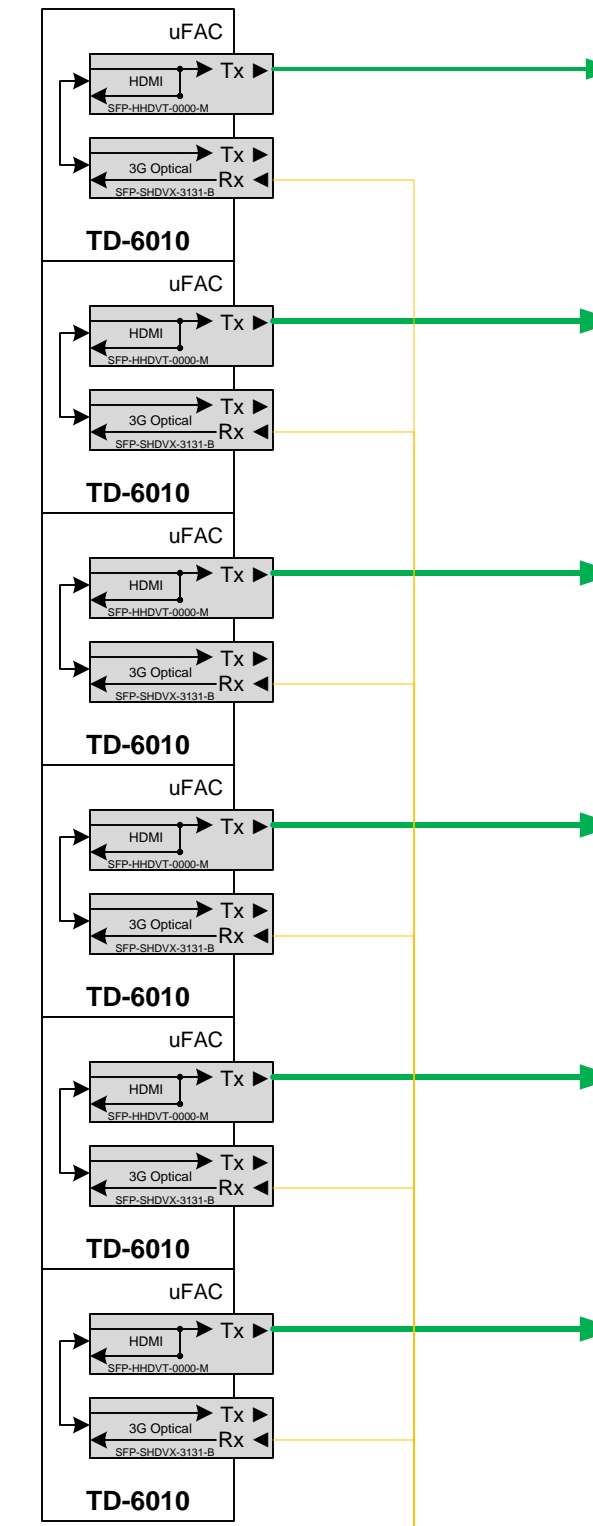 uFAC
Tx ►
HDMI
SFP-HHDVT-0000-M
Tx ►
3G Optical
Rx ◄
SFP-SHDVX-3131-B
TD-6010
uFAC
Tx ►
HDMI
SFP-HHDVT-0000-M
Tx ►
3G Optical
Rx ◄
SFP-SHDVX-3131-B
TD-6010
uFAC
Tx ►
HDMI
SFP-HHDVT-0000-M
Tx ►
3G Optical
Rx ◄
SFP-SHDVX-3131-B
TD-6010
uFAC
Tx ►
HDMI
SFP-HHDVT-0000-M
Tx ►
3G Optical
Rx ◄
SFP-SHDVX-3131-B
TD-6010
uFAC
Tx ►
HDMI
SFP-HHDVT-0000-M
Tx ►
3G Optical
Rx ◄
SFP-SHDVX-3131-B
TD-6010
uFAC
Tx ►
HDMI
SFP-HHDVT-0000-M
Tx ►
3G Optical
Rx ◄
SFP-SHDVX-3131-B
TD-6010